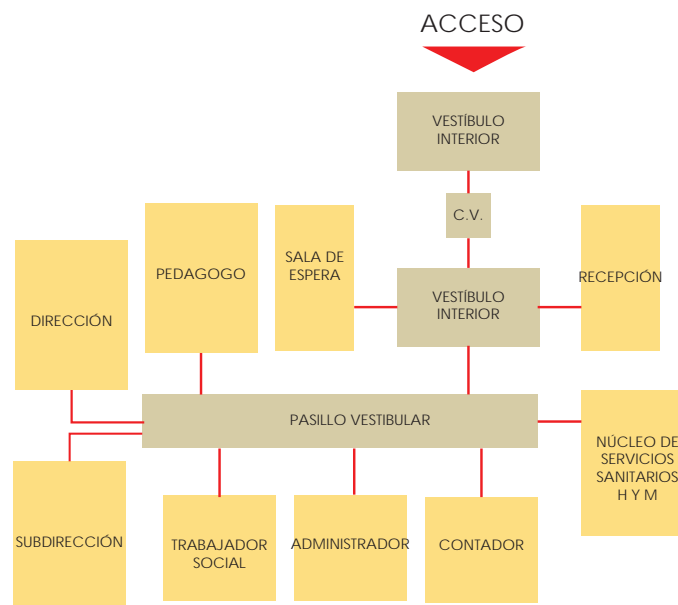 ACCESO
VESTÍBULO
INTERIOR
C.V.
PEDAGOGO
SALA DE
ESPERA
RECEPCIÓN
VESTÍBULO
INTERIOR
DIRECCIÓN
PASILLO VESTIBULAR
NÚCLEO DE
SERVICIOS
SANITARIOS
H Y M
SUBDIRECCIÓN
TRABAJADOR
SOCIAL
ADMINISTRADOR
CONTADOR